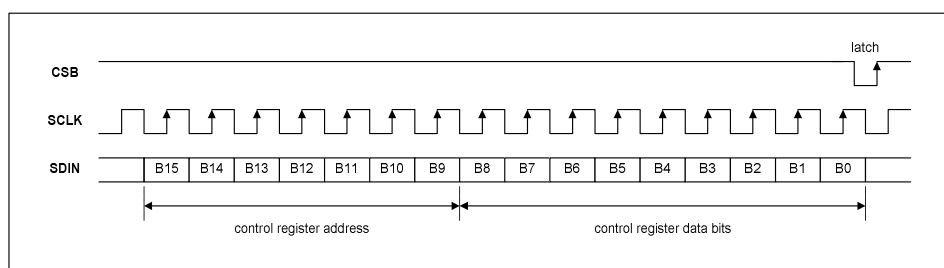 latch
CSB
SCLK
SDIN B15 B14 B13 B12 B11 B10 B9 B8 B7 B6 B5 B4 B3 B2 B1 B0
control register address control register data bits